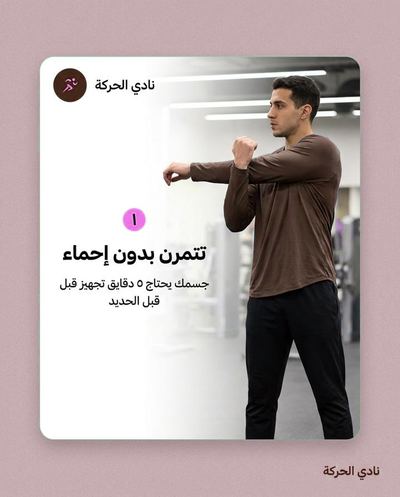 نادي الحركة
١
تتمرن بدون إحماء
جسمك يحتاج ٥ دقايق تجهيز قبل
قبل الحديد
نادي الحركة